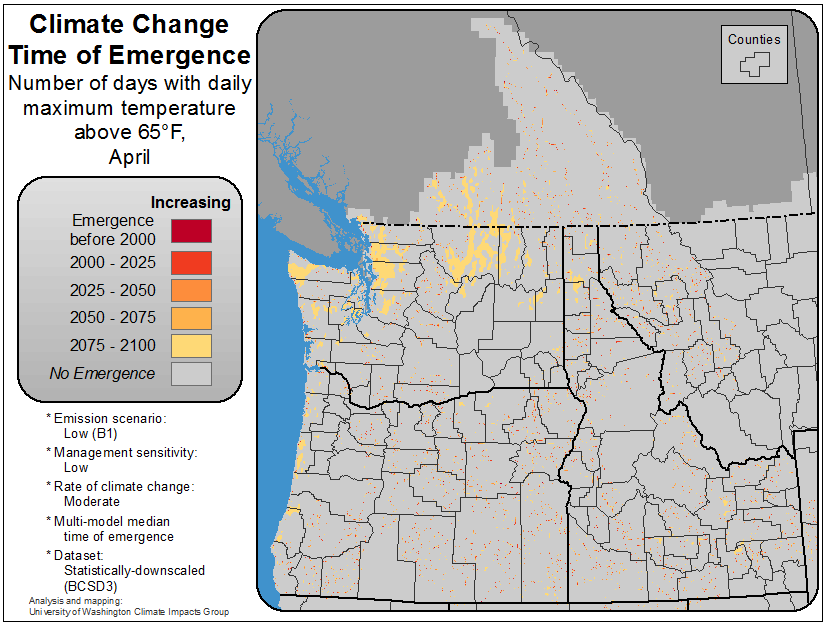 Climate Change
Time of Emergence
Number of days with daily
maximum temperature
above 65°F,
April
Increasing
Emergence
before 2000
2000 - 2025
2025 - 2050
2050 - 2075
2075 - 2100
No Emergence
* Emission scenario:
Low (B1)
* Management sensitivity:
Low
* Rate of climate change:
Moderate
* Multi-model median
time of emergence
* Dataset:
Statistically-downscaled
(BCSD3)
Analysis and mapping:
University of Washington Climate Impacts Group
Counties